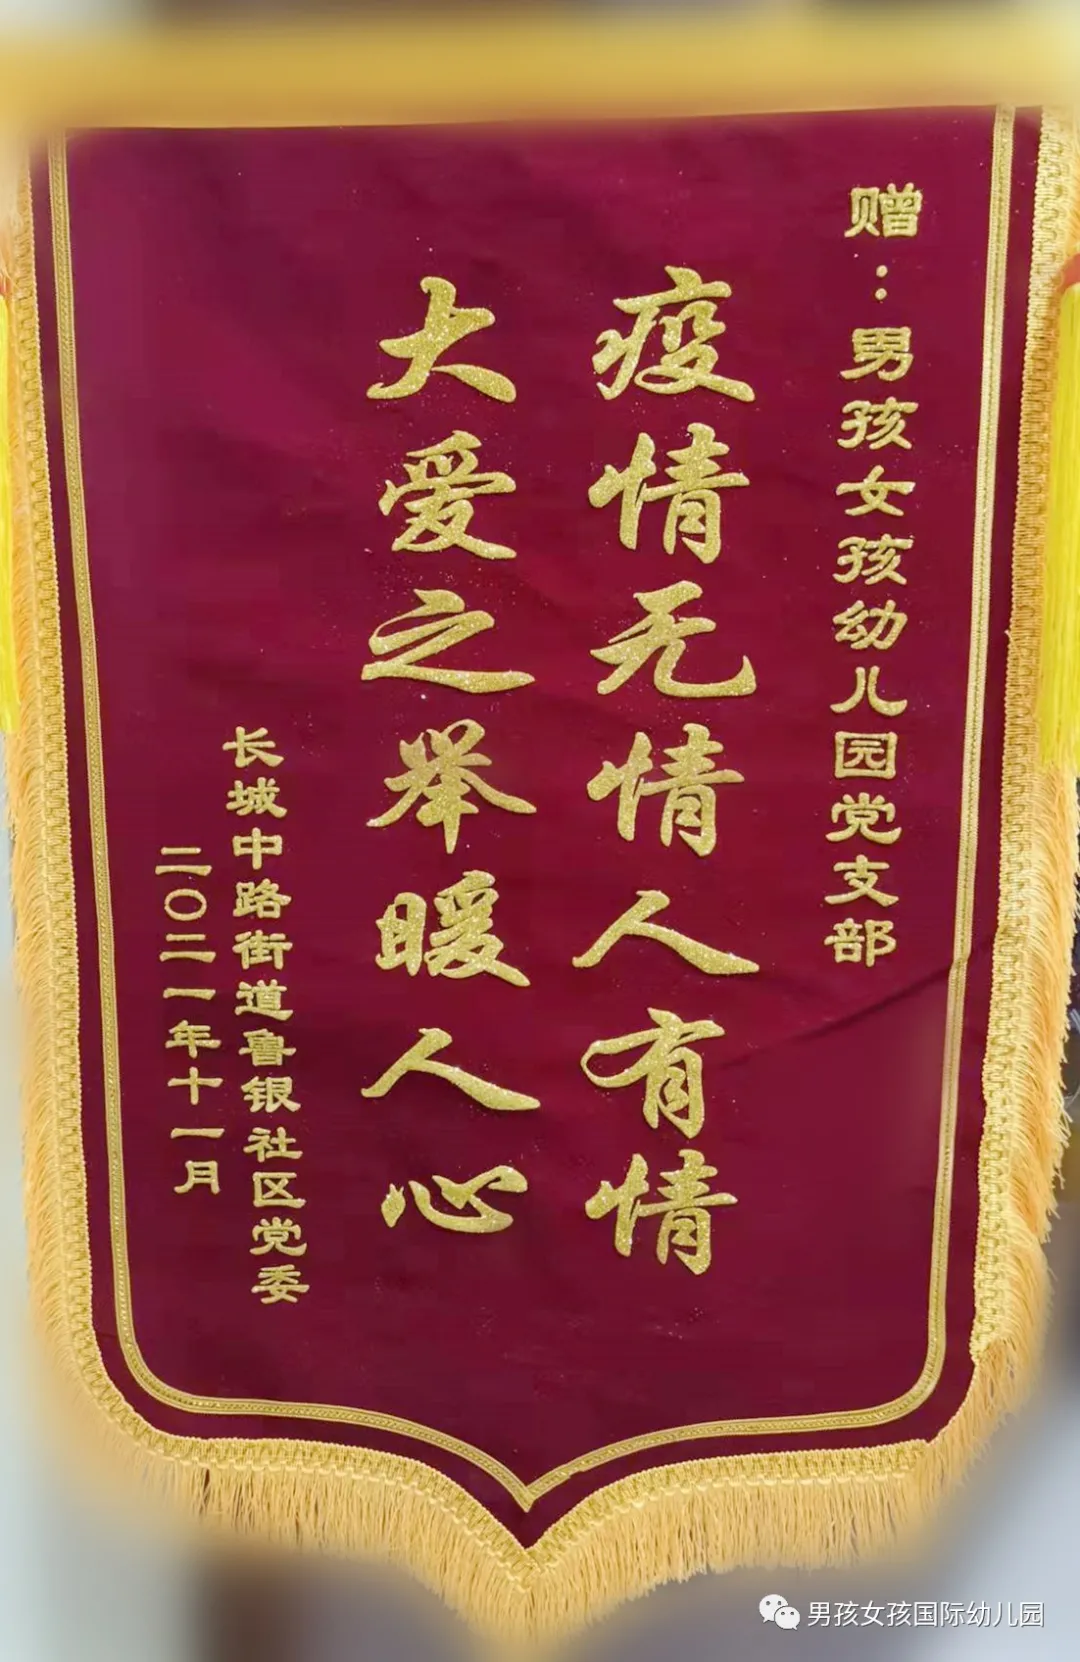 赠：男孩女孩幼儿园党支部
疫情无情人有情
大爱之举暖人心
长城中路街道鲁银社区党委
二〇二一年十一月
男孩女孩国际幼儿园